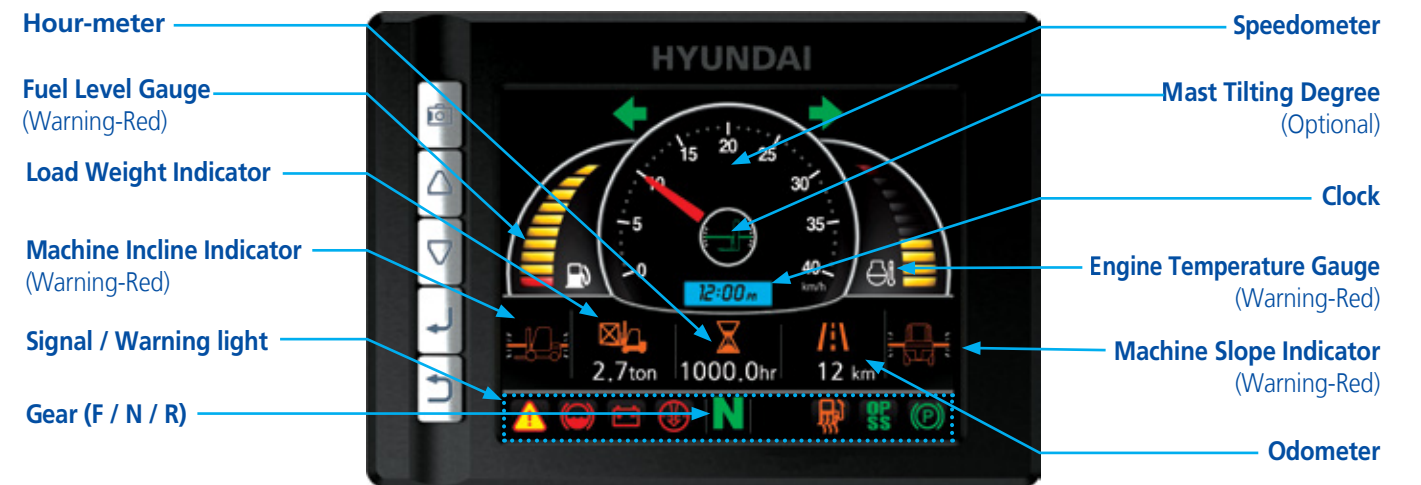 Hour-meter
Fuel Level Gauge
(Warning-Red)
Load Weight Indicator
Machine Incline Indicator
(Warning-Red)
Signal / Warning light
Gear (F / N / R)
HYUNDAI
0
5
10
15
20
25
30
35
40
km/h
12:00
2.7ton
1000.0hr
12 km
N
OP
SS
P
Speedometer
Mast Tilting Degree
(Optional)
Clock
Engine Temperature Gauge
(Warning-Red)
Machine Slope Indicator
(Warning-Red)
Odometer